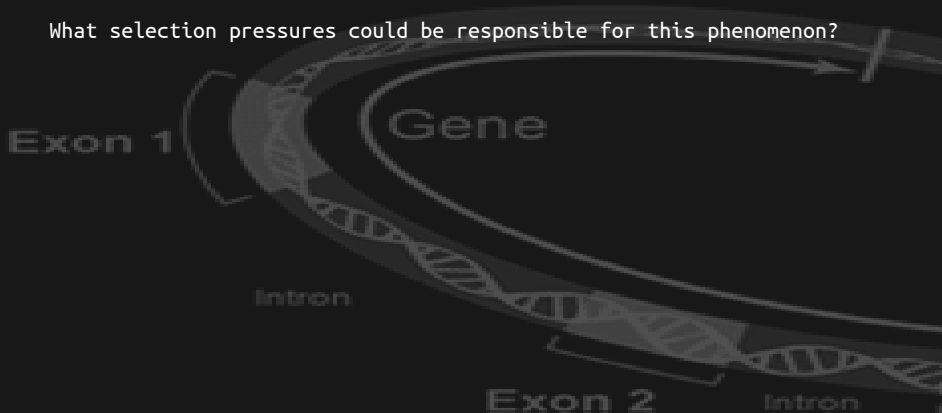 What selection pressures could be responsible for this phenomenon?
Gene
Exon 1
Intron
Exon 2
Intron